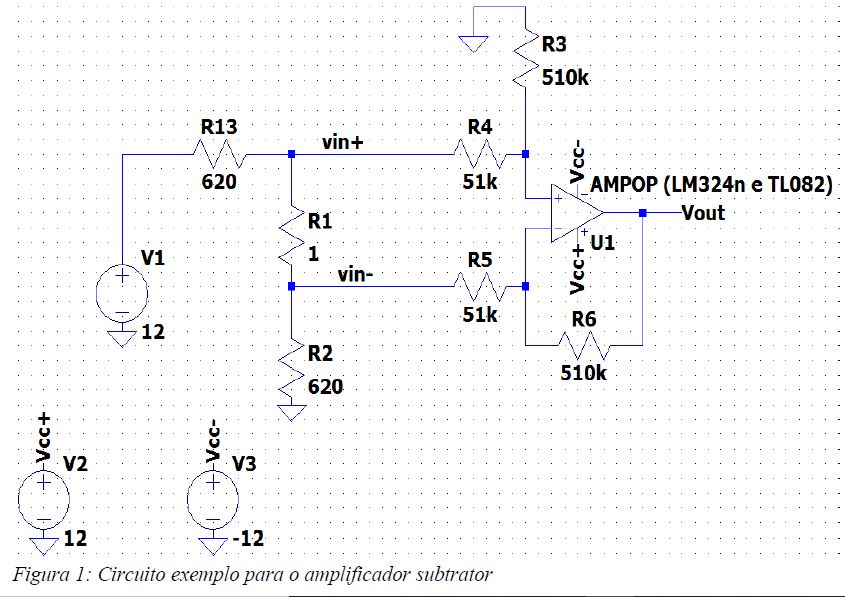 R3
510k
R13
620
vin+
R4
51k
Vcc-
AMPOP (LM324n e TL082)
Vout
U1
Vcc+
R1
1
V1
12
vin-
R5
51k
R6
510k
R2
620
Vcc+
V2
12
Vcc-
V3
-12
Figura 1: Circuito exemplo para o amplificador subtrator